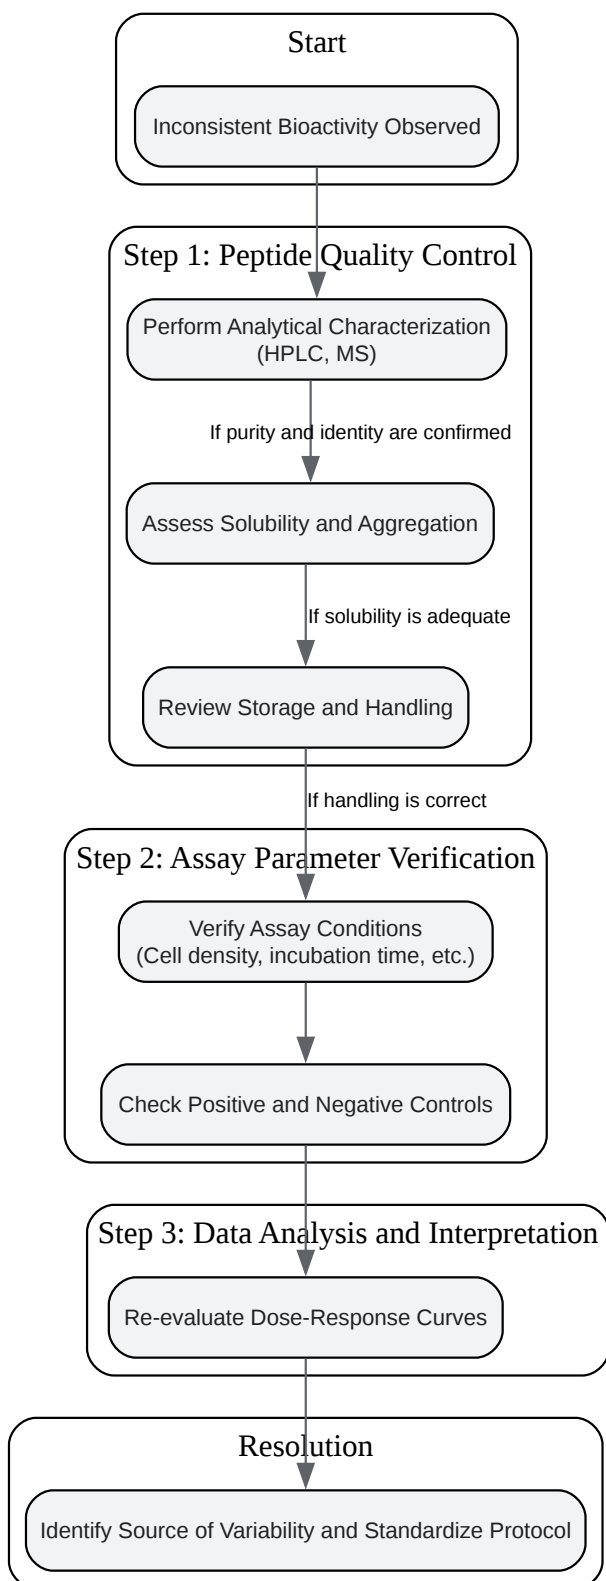 Start
Inconsistent Bioactivity Observed
Step 1: Peptide Quality Control
Perform Analytical Characterization
(HPLC, MS)
If purity and identity are confirmed
Assess Solubility and Aggregation
If solubility is adequate
Review Storage and Handling
If handling is correct
Step 2: Assay Parameter Verification
Verify Assay Conditions
(Cell density, incubation time, etc.)
Check Positive and Negative Controls
Step 3: Data Analysis and Interpretation
Re-evaluate Dose-Response Curves
Resolution
Identify Source of Variability and Standardize Protocol